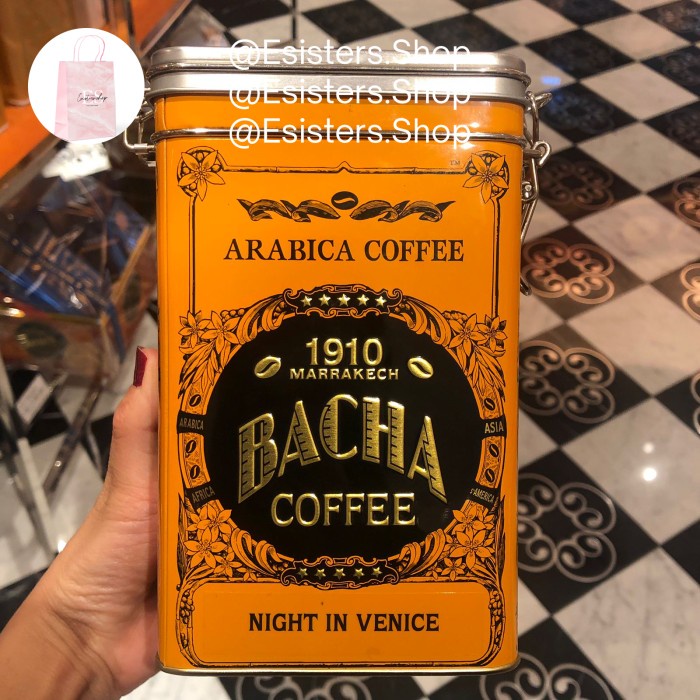 @Esisters.Shop
@Esisters.Shop
@Esisters.Shop
TM
ARABICA COFFEE
1910
MARRAKECH
BACHA
COFFEE
ARABICA
ASIA
AFRICA
AMERICA
NIGHT IN VENICE